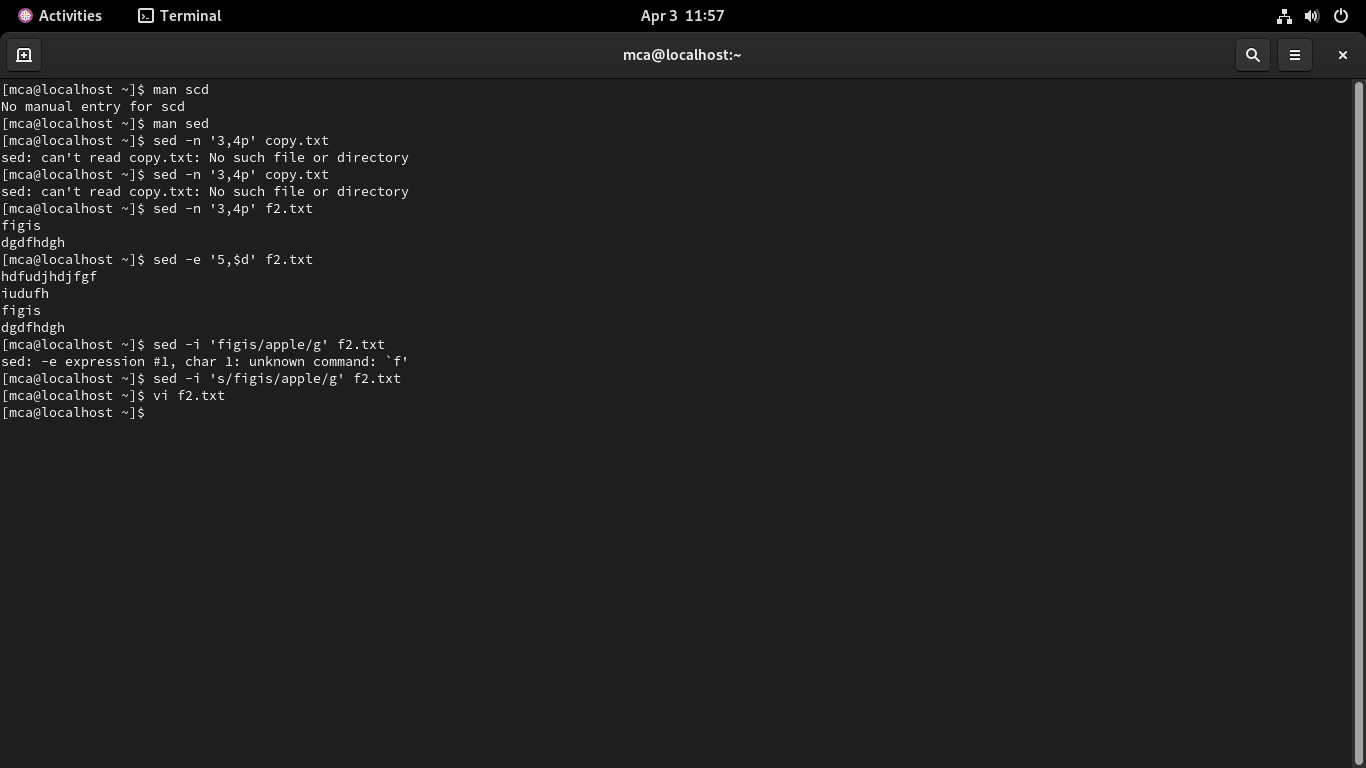 Activities Terminal Apr 3 11:57
mca@localhost:~
[mca@localhost ~]$ man scd
No manual entry for scd
[mca@localhost ~]$ man sed
[mca@localhost ~]$ sed -n '3,4p' copy.txt
sed: can't read copy.txt: No such file or directory
[mca@localhost ~]$ sed -n '3,4p' copy.txt
sed: can't read copy.txt: No such file or directory
[mca@localhost ~]$ sed -n '3,4p' f2.txt
figis
dgdfhdgh
[mca@localhost ~]$ sed -e '5,$d' f2.txt
hdfudjhdjfgf
iudufh
figis
dgdfhdgh
[mca@localhost ~]$ sed -i 'figis/apple/g' f2.txt
sed: -e expression #1, char 1: unknown command: `f'
[mca@localhost ~]$ sed -i 's/figis/apple/g' f2.txt
[mca@localhost ~]$ vi f2.txt
[mca@localhost ~]$